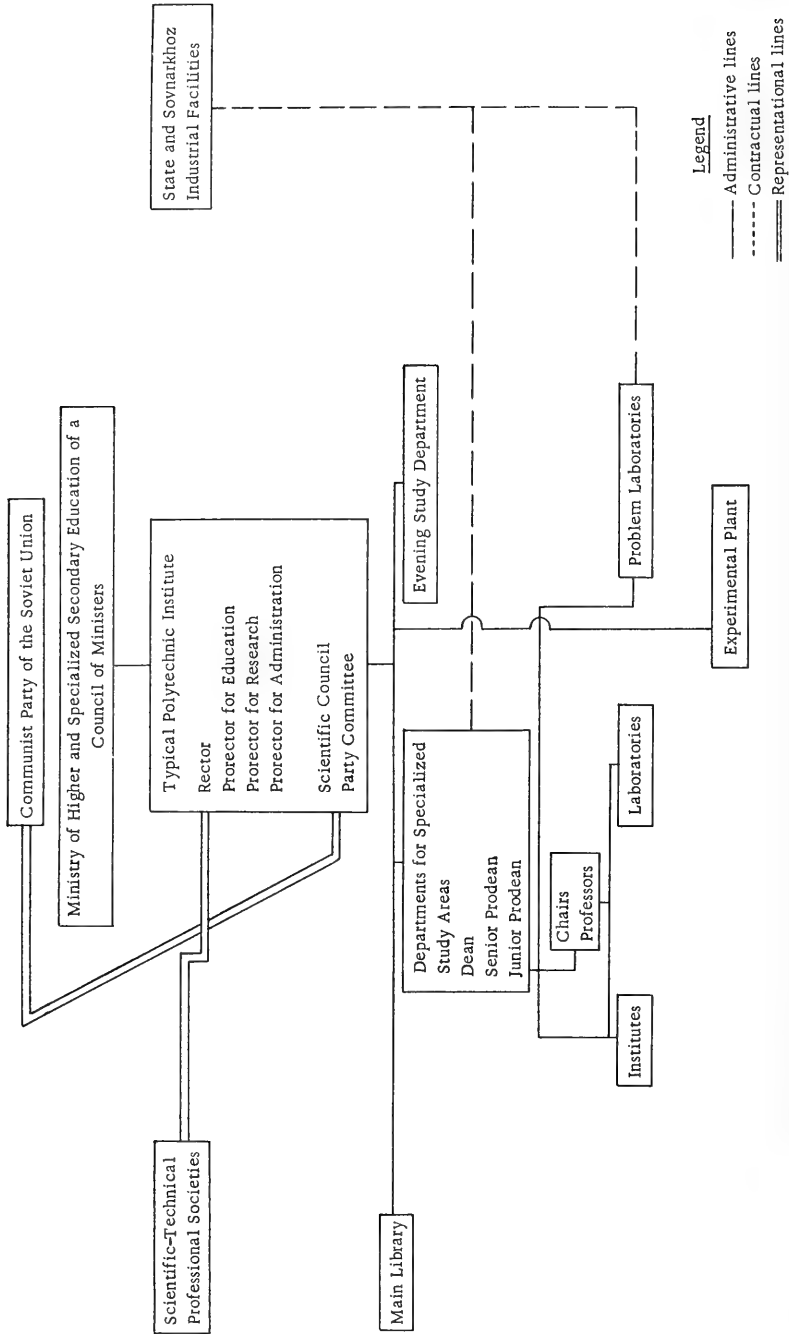 Communist Party of the Soviet Union
Ministry of Higher and Specialized Secondary Education of a
Council of Ministers
Scientific-Technical
Professional Societies
Typical Polytechnic Institute
Rector
Prorector for Education
Prorector for Research
Prorector for Administration
Scientific Council
Party Committee
State and Sovnarkhoz
Industrial Facilities
Main Library
Departments for Specialized
Study Areas
Dean
Senior Prodean
Junior Prodean
Evening Study Department
Chairs
Professors
Institutes
Laboratories
Problem Laboratories
Experimental Plant
Legend
Administrative lines
Contractual lines
Representational lines